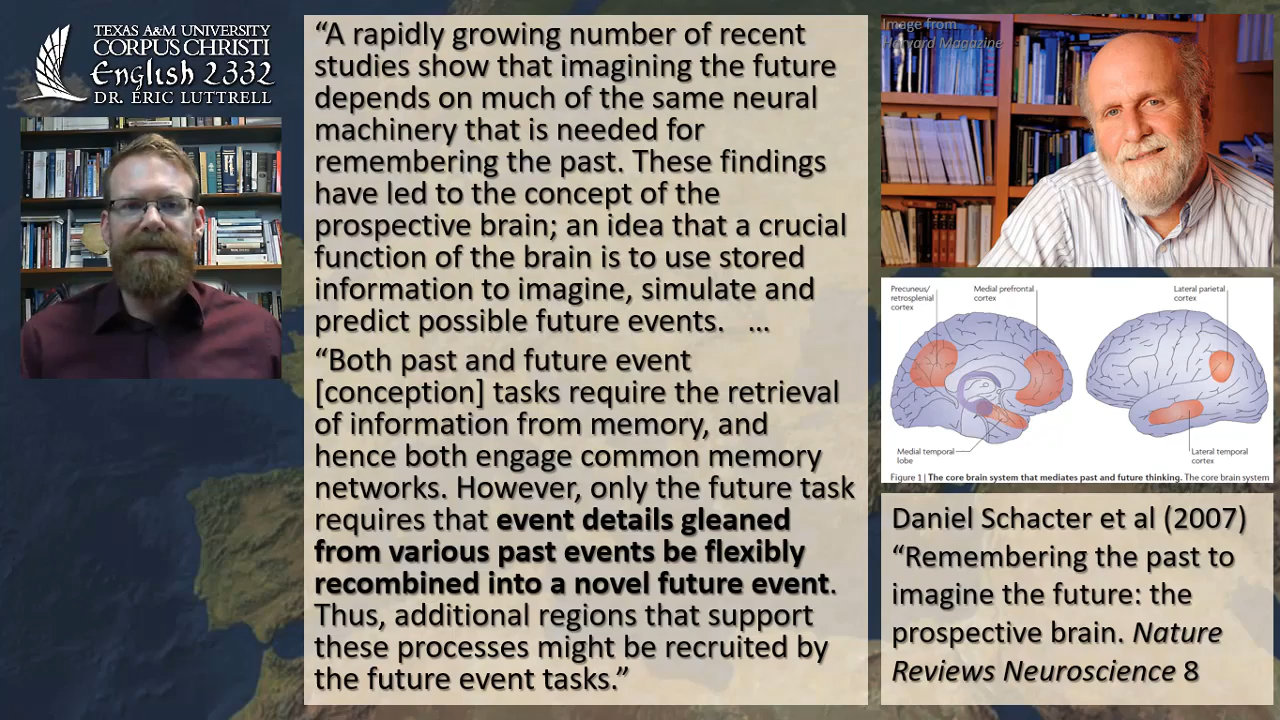 TEXAS A&M UNIVERSITY
CORPUS CHRISTI
English 2332
DR. ERIC LUTTRELL
“A rapidly growing number of recent
studies show that imagining the future
depends on much of the same neural
machinery that is needed for
remembering the past. These findings
have led to the concept of the
prospective brain; an idea that a crucial
function of the brain is to use stored
information to imagine, simulate and
predict possible future events. ...
“Both past and future event
[conception] tasks require the retrieval
of information from memory, and
hence both engage common memory
networks. However, only the future task
requires that event details gleaned
from various past events be flexibly
recombined into a novel future event.
Thus, additional regions that support
these processes might be recruited by
the future event tasks.”
Image from
Harvard Magazine
Precuneus/
retrosplenial
cortex
Medial prefrontal
cortex
Lateral parietal
cortex
Medial temporal
lobe
Lateral temporal
cortex
Figure 1 | The core brain system that mediates past and future thinking. The core brain system
Daniel Schacter et al (2007)
“Remembering the past to
imagine the future: the
prospective brain. Nature
Reviews Neuroscience 8